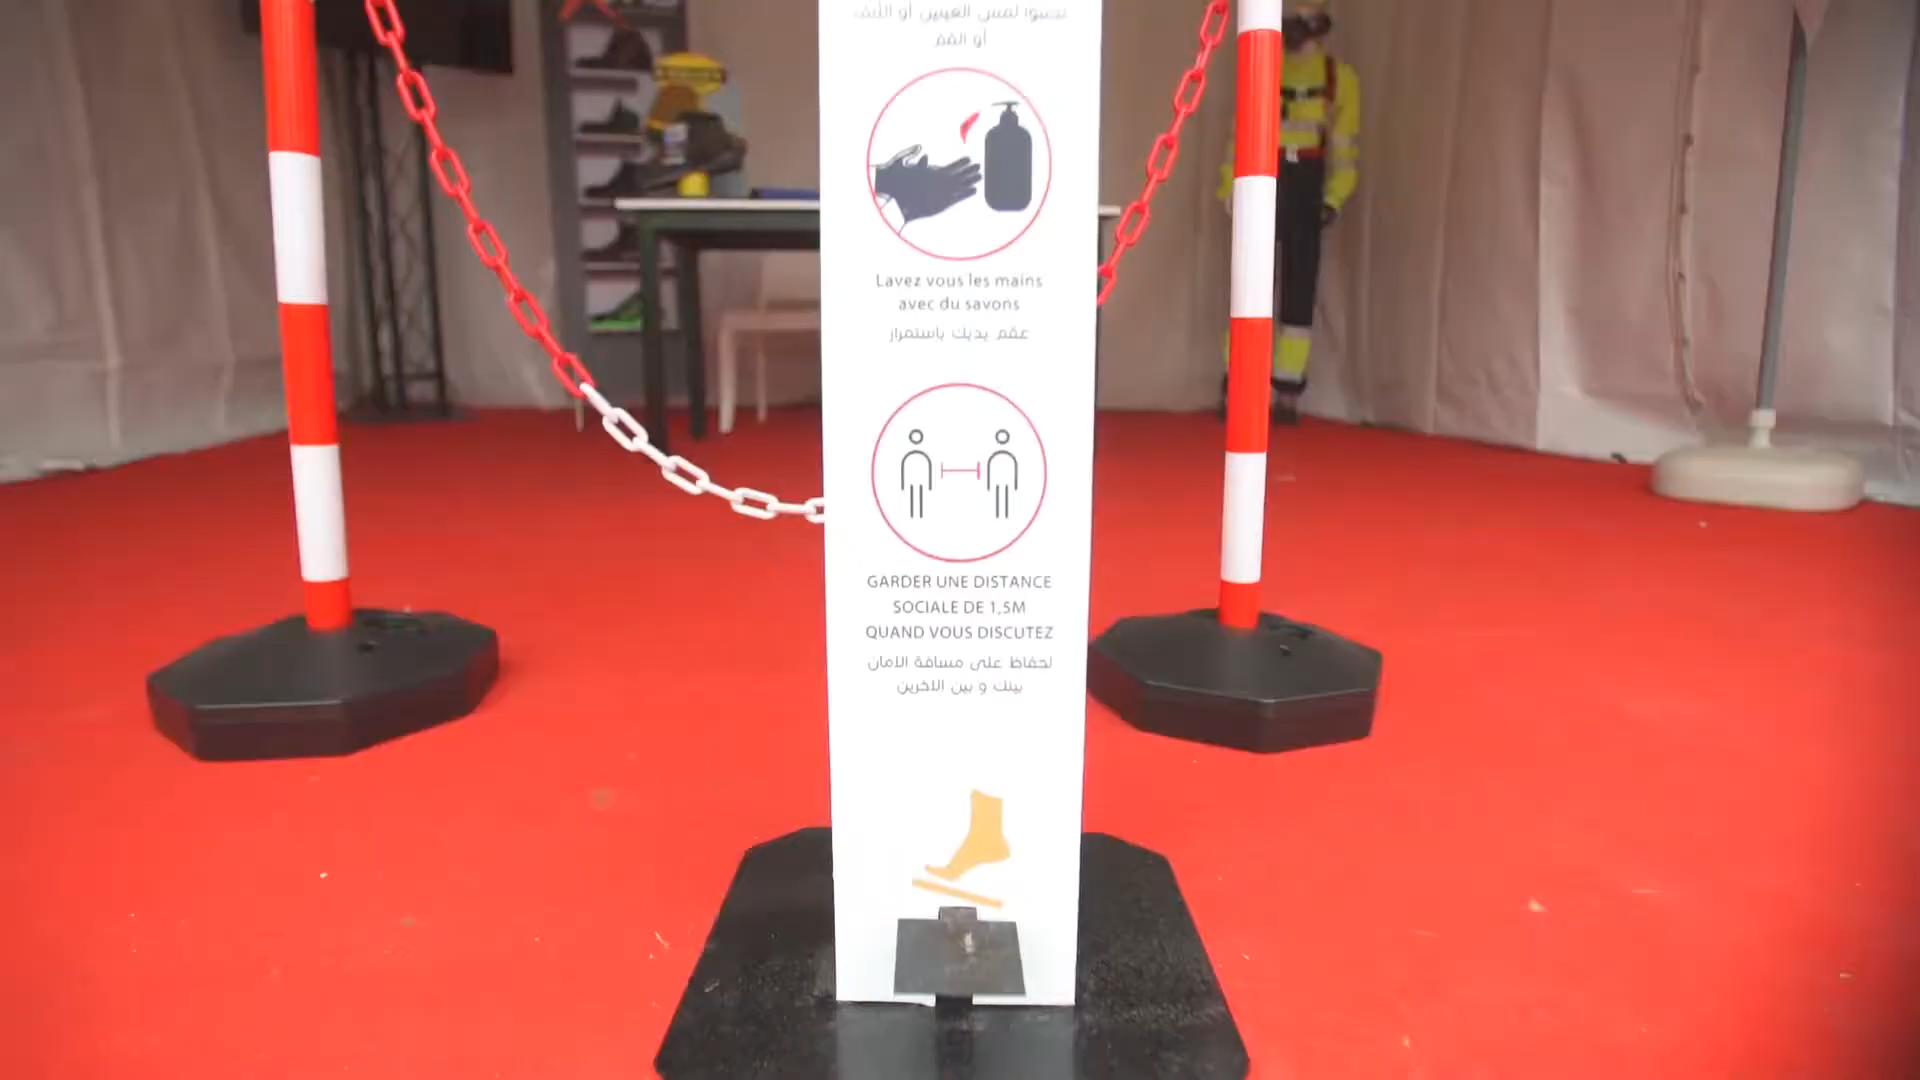 تجنبوا لمس العينين أو الأنف
أو الفم
Lavez vous les mains
avec du savons
عقم يديك باستمرار
GARDER UNE DISTANCE
SOCIALE DE 1,5M
QUAND VOUS DISCUTEZ
لحفاظ على مسافة الامان
بينك و بين الاخرين